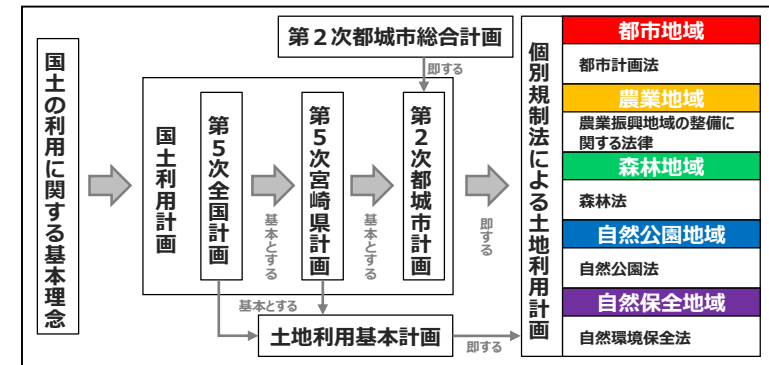 国土の利用に関する基本理念
国土利用計画
第2次都城市総合計画
即する
第5次全国計画
基本とする
第5次宮崎県計画
基本とする
第2次都城市計画
即する
基本とする
土地利用基本計画
即する
個別規制法による土地利用計画
都市地域
都市計画法
農業地域
農業振興地域の整備に
関する法律
森林地域
森林法
自然公園地域
自然公園法
自然保全地域
自然環境保全法